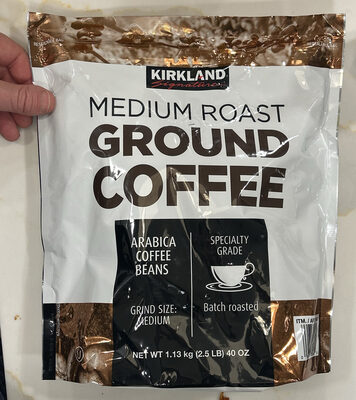 KIRKLAND
Signature
MEDIUM ROAST
GROUND
COFFEE
ARABICA
COFFEE
BEANS
SPECIALTY
GRADE
GRIND SIZE:
MEDIUM
Batch roasted
NET WT 1.13 kg (2.5 LB) 40 OZ